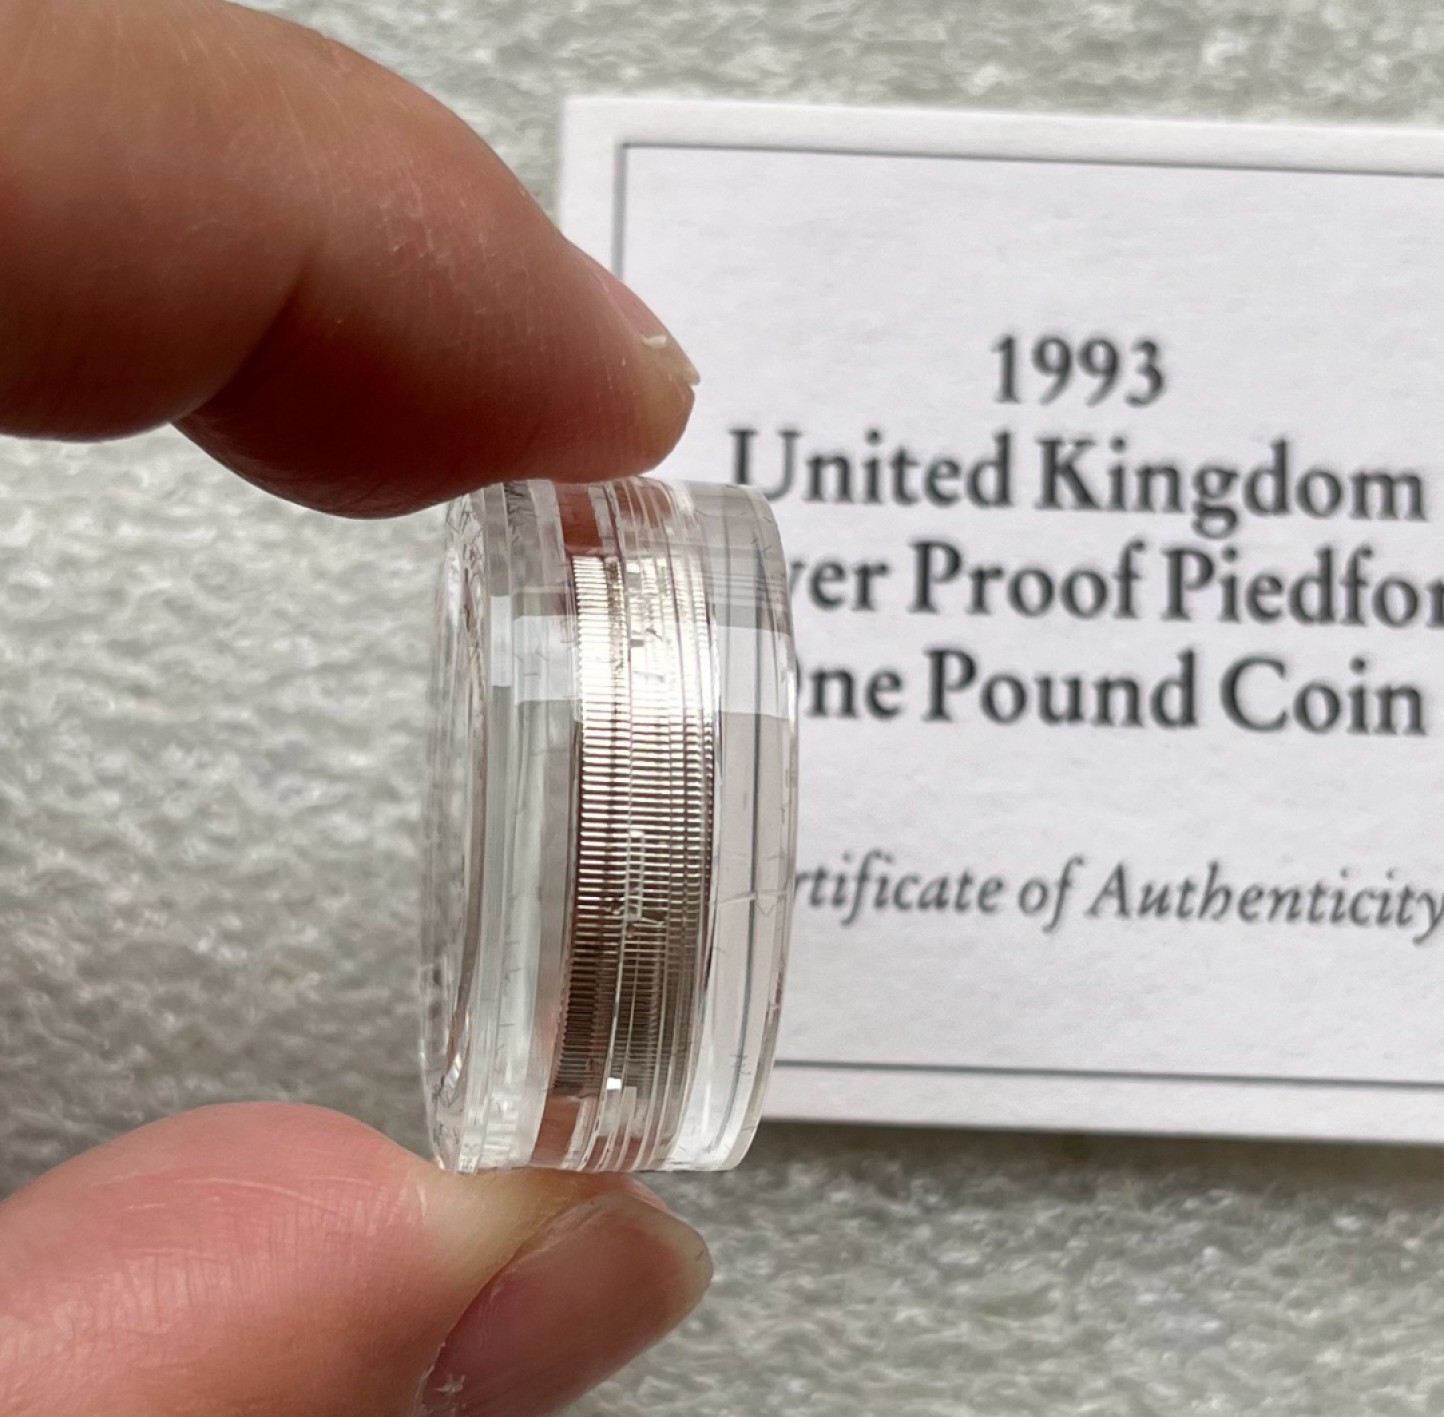 1993
United Kingdom
ver Proof Piedfor
ne Pound Coin
rtificate of Authenticity